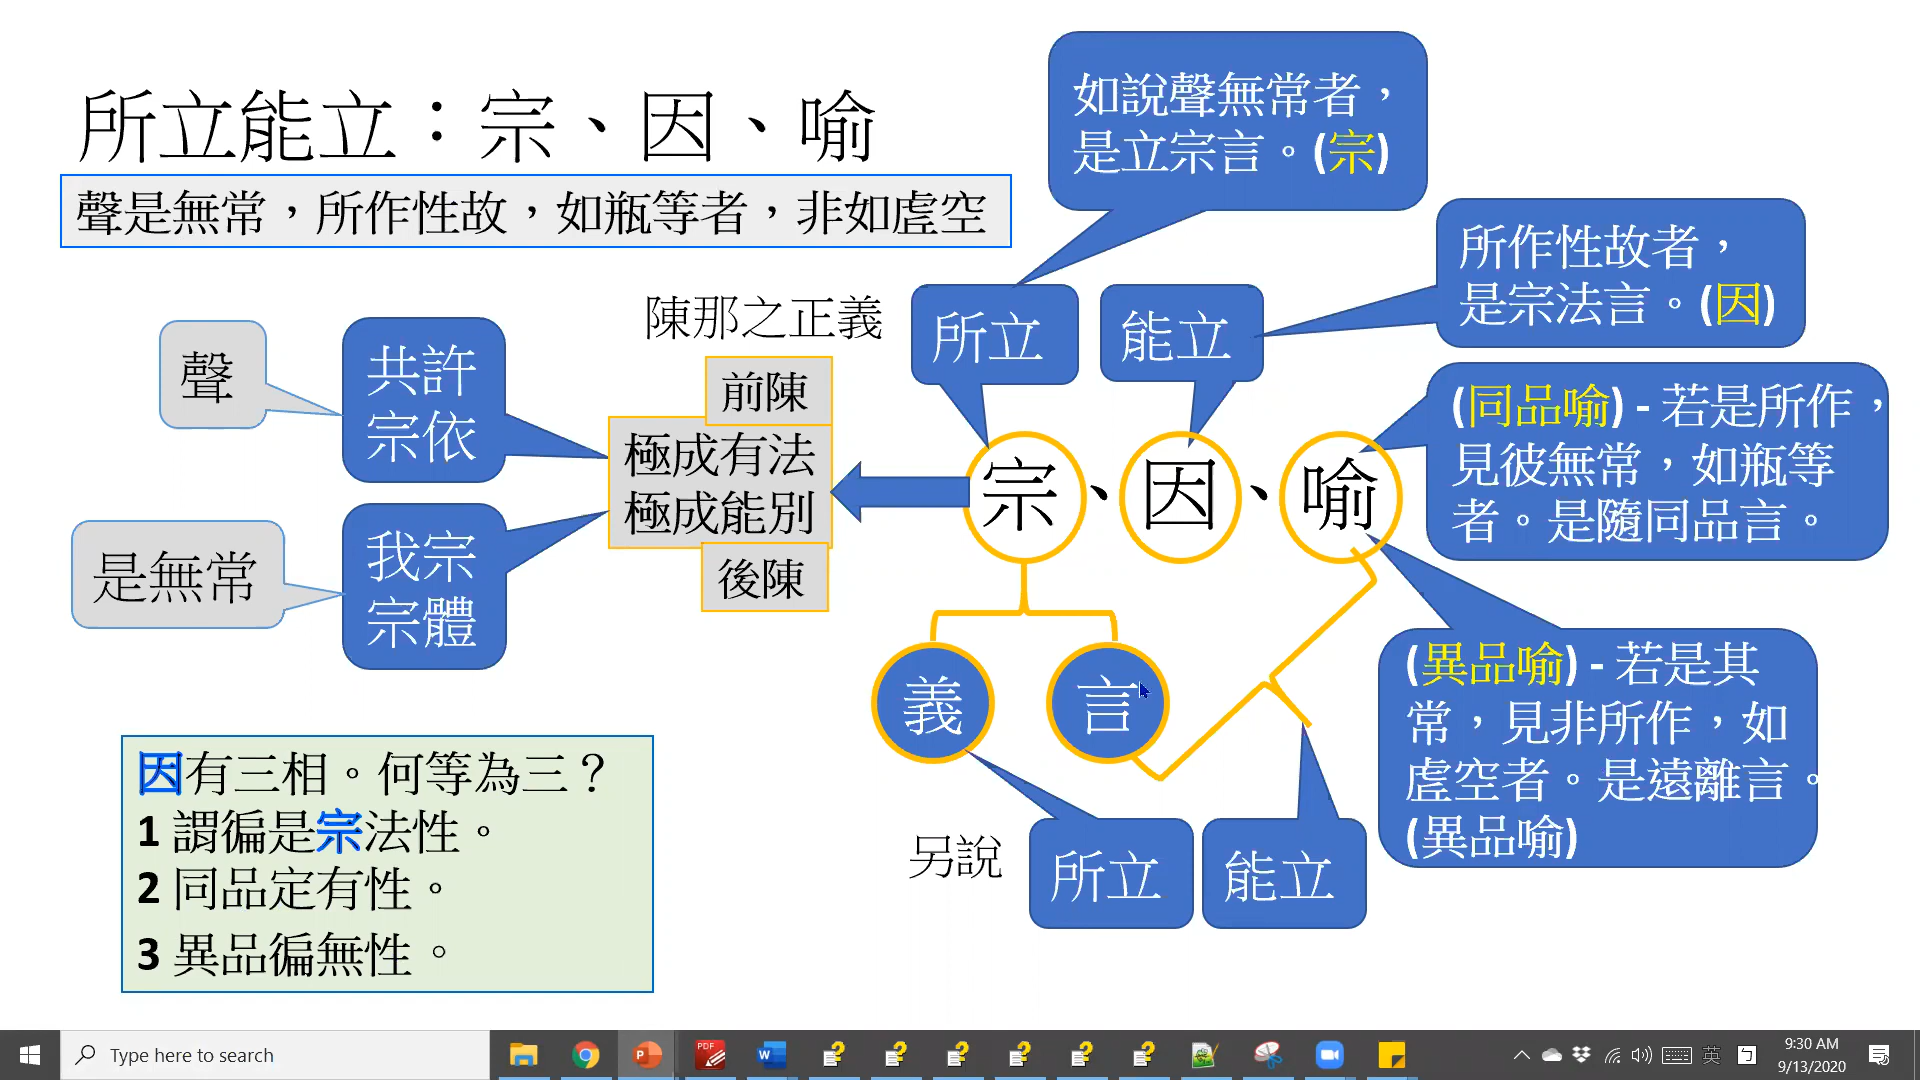 所立能立：宗、因、喻
聲是無常，所作性故，如瓶等者，非如虛空
如說聲無常者，
是立宗言。(宗)
所作性故者，
是宗法言。(因)
陳那之正義
所立
能立
聲
共許
宗依
前陳
極成有法
極成能別
後陳
宗、因、喻
(同品喻) - 若是所作，
見彼無常，如瓶等
者。是隨同品言。
是無常
我宗
宗體
義
言
(異品喻) - 若是其
常，見非所作，如
虛空者。是遠離言。
(異品喻)
因有三相。何等為三？
1 謂徧是宗法性。
2 同品定有性。
3 異品徧無性。
另說
所立
能立
Type here to search
英
9:30 AM
9/13/2020